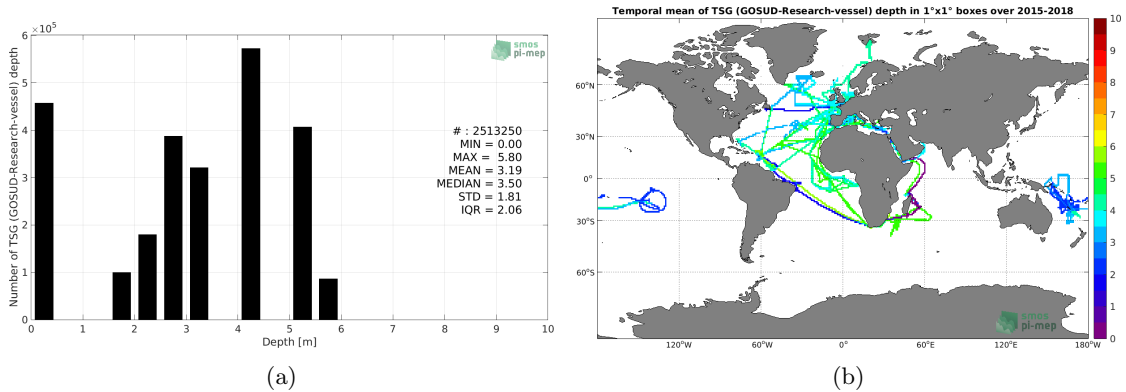 ×10⁵
6
5
4
3
2
1
0
Number of TSG (GOSUD-Research-vessel) depth
0 1 2 3 4 5 6 7 8 9 10
Depth [m]
smos
pi-mep
# : 2513250
MIN = 0.00
MAX = 5.80
MEAN = 3.19
MEDIAN = 3.50
STD = 1.81
IQR = 2.06
(a)
Temporal mean of TSG (GOSUD-Research-vessel) depth in 1°x1° boxes over 2015-2018
60°N
30°N
0°
30°S
60°S
120°W 60°W 0° 60°E 120°E 180°W
smos
pi-mep
10
9
8
7
6
5
4
3
2
1
0
(b)